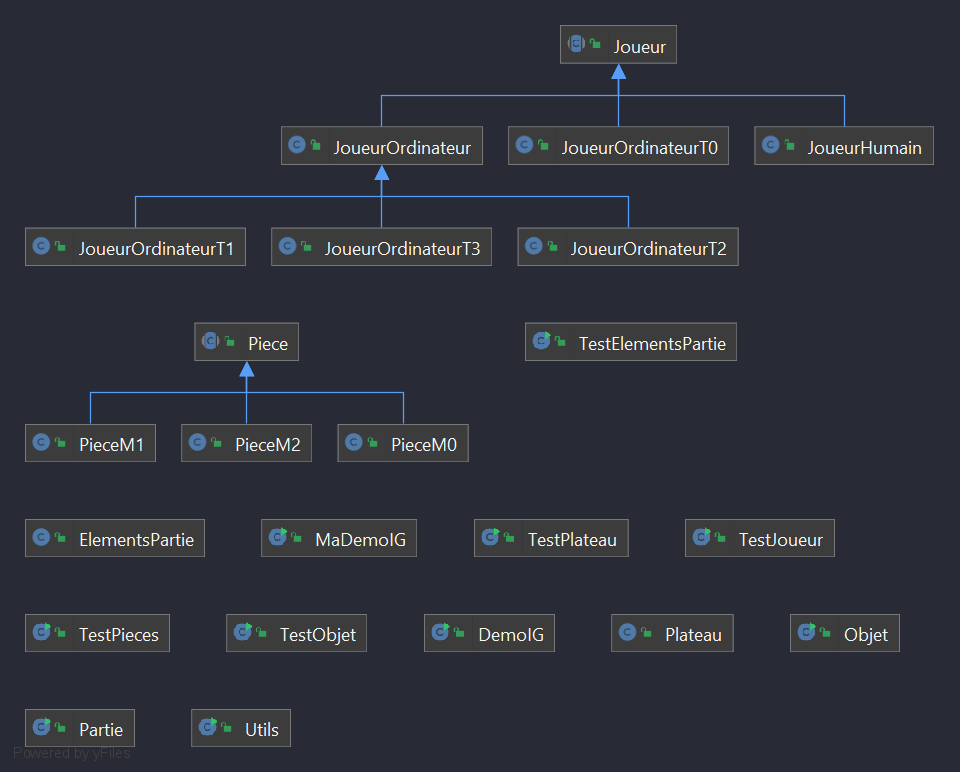 Joueur
JoueurOrdinateur JoueurOrdinateurT0 JoueurHumain
JoueurOrdinateurT1 JoueurOrdinateurT3 JoueurOrdinateurT2
Piece TestElementsPartie
PieceM1 PieceM2 PieceM0
ElementsPartie MaDemoIG TestPlateau TestJoueur
TestPieces TestObjet DemoIG Plateau Objet
Partie Utils
Powered by yFiles